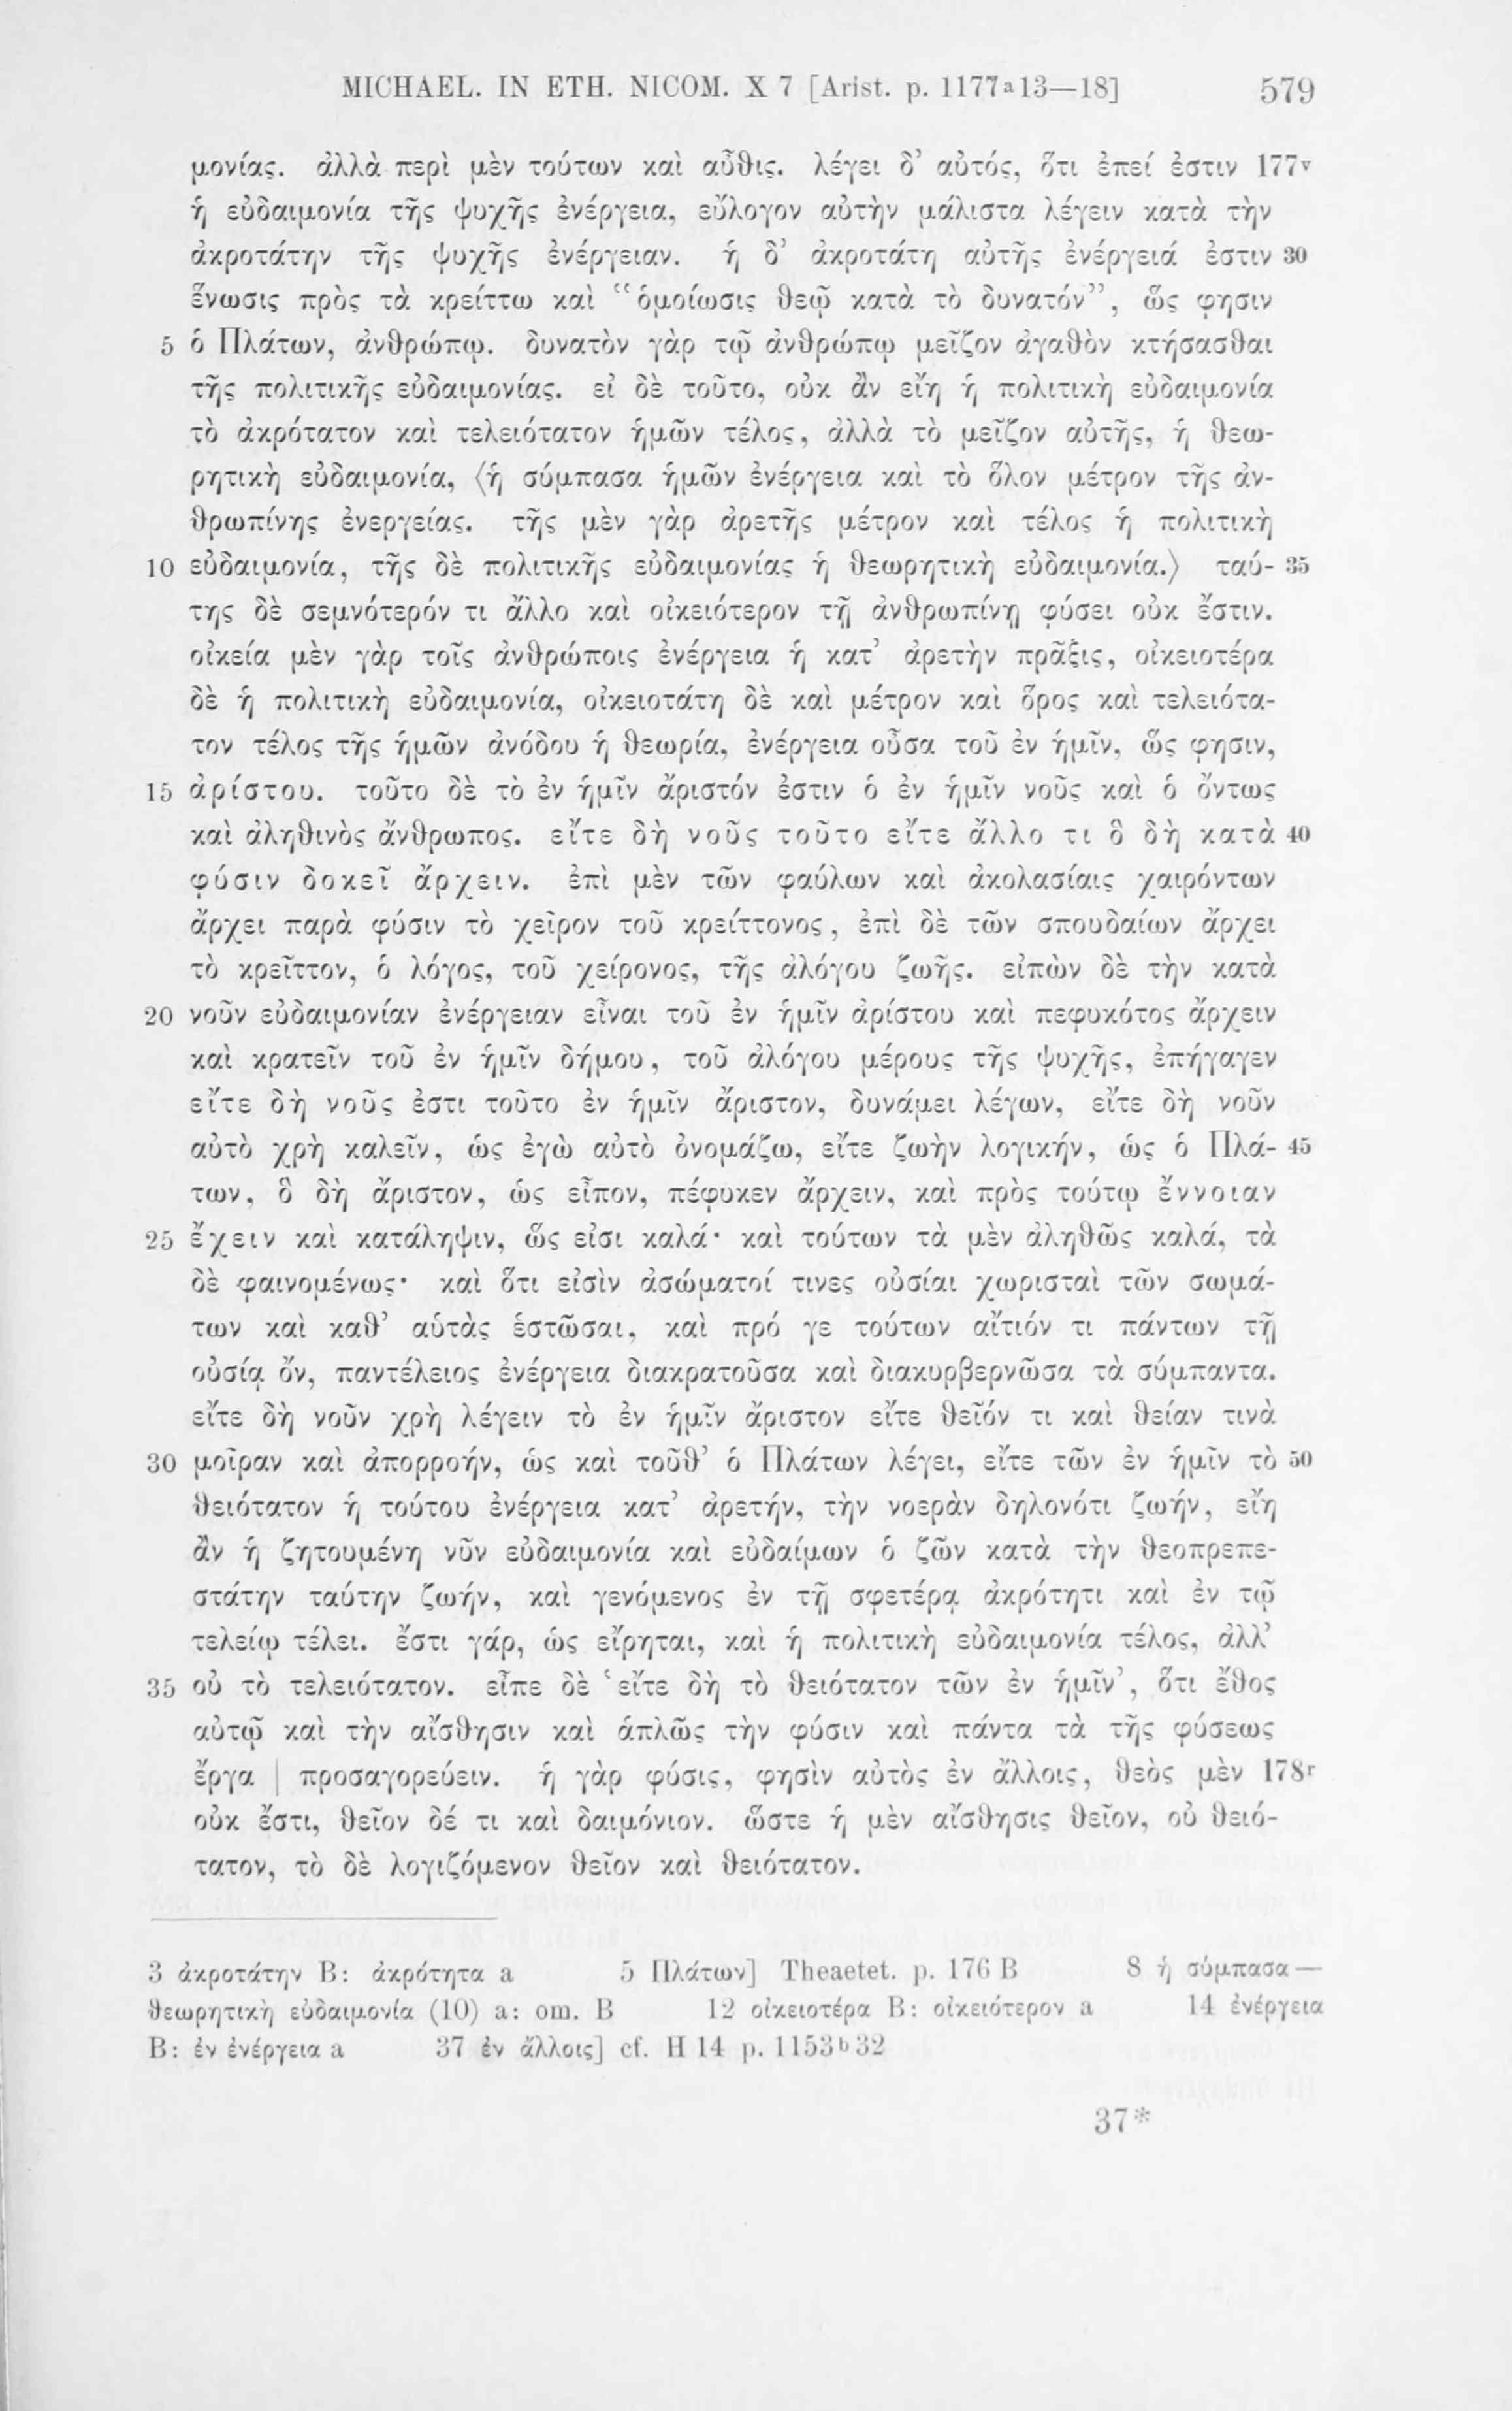 MICHAEL. IN ETH. NICOM. X 7 [Arist. p. 1177a13—18] 579
μονίας. ἀλλὰ περὶ μὲν τούτων καὶ αὖθις. λέγει δ’ αὐτός, ὅτι ἐπεί ἐστιν 177v
ἡ εὐδαιμονία τῆς ψυχῆς ἐνέργεια, εὔλογον αὐτὴν μάλιστα λέγειν κατὰ τὴν
ἀκροτάτην τῆς ψυχῆς ἐνέργειαν. ἡ δ’ ἀκροτάτη αὐτῆς ἐνέργειά ἐστιν 30
ἕνωσις πρὸς τὰ κρείττω καὶ “ὁμοίωσις θεῷ κατὰ τὸ δυνατόν”, ὥς φησιν
5 ὁ Πλάτων, ἀνθρώπῳ. δυνατὸν γὰρ τῷ ἀνθρώπῳ μεῖζον ἀγαθὸν κτήσασθαι
τῆς πολιτικῆς εὐδαιμονίας. εἰ δὲ τοῦτο, οὐκ ἂν εἴη ἡ πολιτικὴ εὐδαιμονία
τὸ ἀκρότατον καὶ τελειότατον ἡμῶν τέλος, ἀλλὰ τὸ μεῖζον αὐτῆς, ἡ θεω-
ρητικὴ εὐδαιμονία, ⟨ἡ σύμπασα ἡμῶν ἐνέργεια καὶ τὸ ὅλον μέτρον τῆς ἀν-
θρωπίνης ἐνεργείας. τῆς μὲν γὰρ ἀρετῆς μέτρον καὶ τέλος ἡ πολιτικὴ
10 εὐδαιμονία, τῆς δὲ πολιτικῆς εὐδαιμονίας ἡ θεωρητικὴ εὐδαιμονία.⟩ ταύ- 35
της δὲ σεμνότερόν τι ἄλλο καὶ οἰκειότερον τῇ ἀνθρωπίνῃ φύσει οὐκ ἔστιν.
οἰκεία μὲν γὰρ τοῖς ἀνθρώποις ἐνέργεια ἡ κατ’ ἀρετὴν πρᾶξις, οἰκειοτέρα
δὲ ἡ πολιτικὴ εὐδαιμονία, οἰκειοτάτη δὲ καὶ μέτρον καὶ ὅρος καὶ τελειότα-
τον τέλος τῆς ἡμῶν ἀνόδου ἡ θεωρία, ἐνέργεια οὖσα τοῦ ἐν ἡμῖν, ὥς φησιν,
15 ἀρίστου. τοῦτο δὲ τὸ ἐν ἡμῖν ἄριστόν ἐστιν ὁ ἐν ἡμῖν νοῦς καὶ ὁ ὄντως
καὶ ἀληθινὸς ἄνθρωπος. εἴτε δὴ νοῦς τοῦτο εἴτε ἄλλο τι ὃ δὴ κατὰ 40
φύσιν δοκεῖ ἄρχειν. ἐπὶ μὲν τῶν φαύλων καὶ ἀκολασίαις χαιρόντων
ἄρχει παρὰ φύσιν τὸ χεῖρον τοῦ κρείττονος, ἐπὶ δὲ τῶν σπουδαίων ἄρχει
τὸ κρεῖττον, ὁ λόγος, τοῦ χείρονος, τῆς ἀλόγου ζωῆς. εἰπὼν δὲ τὴν κατὰ
20 νοῦν εὐδαιμονίαν ἐνέργειαν εἶναι τοῦ ἐν ἡμῖν ἀρίστου καὶ πεφυκότος ἄρχειν
καὶ κρατεῖν τοῦ ἐν ἡμῖν δήμου, τοῦ ἀλόγου μέρους τῆς ψυχῆς, ἐπήγαγεν
εἴτε δὴ νοῦς ἐστι τοῦτο ἐν ἡμῖν ἄριστον, δυνάμει λέγων, εἴτε δὴ νοῦν
αὐτὸ χρὴ καλεῖν, ὡς ἐγὼ αὐτὸ ὀνομάζω, εἴτε ζωὴν λογικήν, ὡς ὁ Πλά- 45
των, ὃ δὴ ἄριστον, ὡς εἶπον, πέφυκεν ἄρχειν, καὶ πρὸς τούτῳ ἔννοιαν
25 ἔχειν καὶ κατάληψιν, ὥς εἰσι καλά· καὶ τούτων τὰ μὲν ἀληθῶς καλά, τὰ
δὲ φαινομένως· καὶ ὅτι εἰσὶν ἀσώματοί τινες οὐσίαι χωρισταὶ τῶν σωμά-
των καὶ καθ’ αὑτὰς ἑστῶσαι, καὶ πρό γε τούτων αἴτιόν τι πάντων τῇ
οὐσίᾳ ὄν, παντέλειος ἐνέργεια διακρατοῦσα καὶ διακυρβερνῶσα τὰ σύμπαντα.
εἴτε δὴ νοῦν χρὴ λέγειν τὸ ἐν ἡμῖν ἄριστον εἴτε θεῖόν τι καὶ θείαν τινὰ
30 μοῖραν καὶ ἀπορροήν, ὡς καὶ τοῦθ’ ὁ Πλάτων λέγει, εἴτε τῶν ἐν ἡμῖν τὸ 50
θειότατον ἡ τούτου ἐνέργεια κατ’ ἀρετήν, τὴν νοερὰν δηλονότι ζωήν, εἴη
ἂν ἡ ζητουμένη νῦν εὐδαιμονία καὶ εὐδαίμων ὁ ζῶν κατὰ τὴν θεοπρεπε-
στάτην ταύτην ζωήν, καὶ γενόμενος ἐν τῇ σφετέρᾳ ἀκρότητι καὶ ἐν τῷ
τελείῳ τέλει. ἔστι γάρ, ὡς εἴρηται, καὶ ἡ πολιτικὴ εὐδαιμονία τέλος, ἀλλ’
35 οὐ τὸ τελειότατον. εἶπε δὲ ‘εἴτε δὴ τὸ θειότατον τῶν ἐν ἡμῖν’, ὅτι ἔθος
αὐτῷ καὶ τὴν αἴσθησιν καὶ ἁπλῶς τὴν φύσιν καὶ πάντα τὰ τῆς φύσεως
ἔργα | προσαγορεύειν. ἡ γὰρ φύσις, φησὶν αὐτὸς ἐν ἄλλοις, θεὸς μὲν 178r
οὐκ ἔστι, θεῖον δέ τι καὶ δαιμόνιον. ὥστε ἡ μὲν αἴσθησις θεῖον, οὐ θειό-
τατον, τὸ δὲ λογιζόμενον θεῖον καὶ θειότατον.
3 ἀκροτάτην B: ἀκρότητα a 5 Πλάτων] Theaetet. p. 176 B 8 ἡ σύμπασα —
θεωρητικὴ εὐδαιμονία (10) a: om. B 12 οἰκειοτέρα B: οἰκειότερον a 14 ἐνέργεια
B: ἐν ἐνέργεια a 37 ἐν ἄλλοις] cf. H 14 p. 1153b32
37*